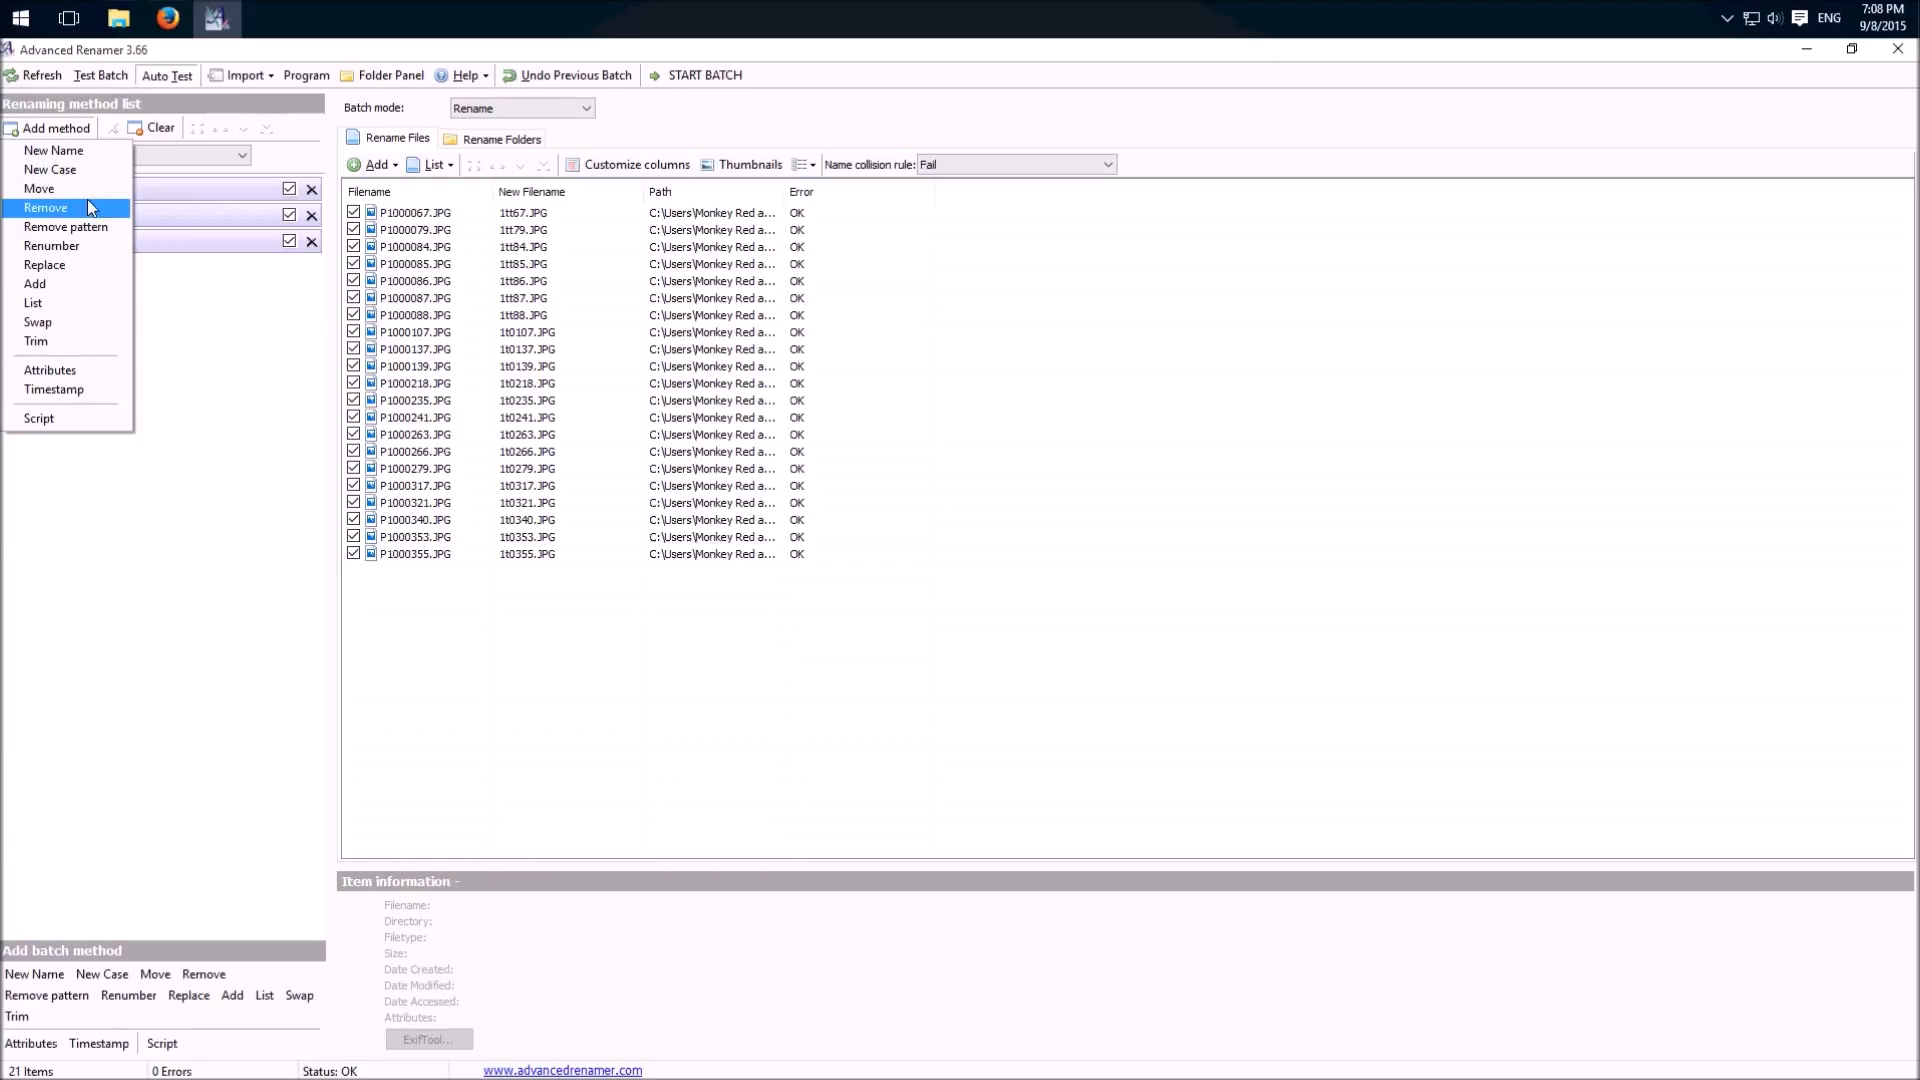 ENG
7:08 PM
9/8/2015
Advanced Renamer 3.66
Refresh Test Batch Auto Test Import Program Folder Panel Help Undo Previous Batch START BATCH
Renaming method list
Add method Clear
New Name
New Case
Move
Remove
Remove pattern
Renumber
Replace
Add
List
Swap
Trim
Attributes
Timestamp
Script
Batch mode: Rename
Rename Files Rename Folders
Add List Customize columns Thumbnails Name collision rule: Fail
Filename New Filename Path Error
P1000067.JPG 1tt67.JPG C:\Users\Monkey Red a... OK
P1000079.JPG 1tt79.JPG C:\Users\Monkey Red a... OK
P1000084.JPG 1tt84.JPG C:\Users\Monkey Red a... OK
P1000085.JPG 1tt85.JPG C:\Users\Monkey Red a... OK
P1000086.JPG 1tt86.JPG C:\Users\Monkey Red a... OK
P1000087.JPG 1tt87.JPG C:\Users\Monkey Red a... OK
P1000088.JPG 1tt88.JPG C:\Users\Monkey Red a... OK
P1000107.JPG 1t0107.JPG C:\Users\Monkey Red a... OK
P1000137.JPG 1t0137.JPG C:\Users\Monkey Red a... OK
P1000139.JPG 1t0139.JPG C:\Users\Monkey Red a... OK
P1000218.JPG 1t0218.JPG C:\Users\Monkey Red a... OK
P1000235.JPG 1t0235.JPG C:\Users\Monkey Red a... OK
P1000241.JPG 1t0241.JPG C:\Users\Monkey Red a... OK
P1000263.JPG 1t0263.JPG C:\Users\Monkey Red a... OK
P1000266.JPG 1t0266.JPG C:\Users\Monkey Red a... OK
P1000279.JPG 1t0279.JPG C:\Users\Monkey Red a... OK
P1000317.JPG 1t0317.JPG C:\Users\Monkey Red a... OK
P1000321.JPG 1t0321.JPG C:\Users\Monkey Red a... OK
P1000340.JPG 1t0340.JPG C:\Users\Monkey Red a... OK
P1000353.JPG 1t0353.JPG C:\Users\Monkey Red a... OK
P1000355.JPG 1t0355.JPG C:\Users\Monkey Red a... OK
Item information -
Filename:
Directory:
Filetype:
Size:
Date Created:
Date Modified:
Date Accessed:
Attributes:
ExifTool...
Add batch method
New Name New Case Move Remove
Remove pattern Renumber Replace Add List Swap
Trim
Attributes Timestamp Script
21 Items 0 Errors Status: OK www.advancedrenamer.com